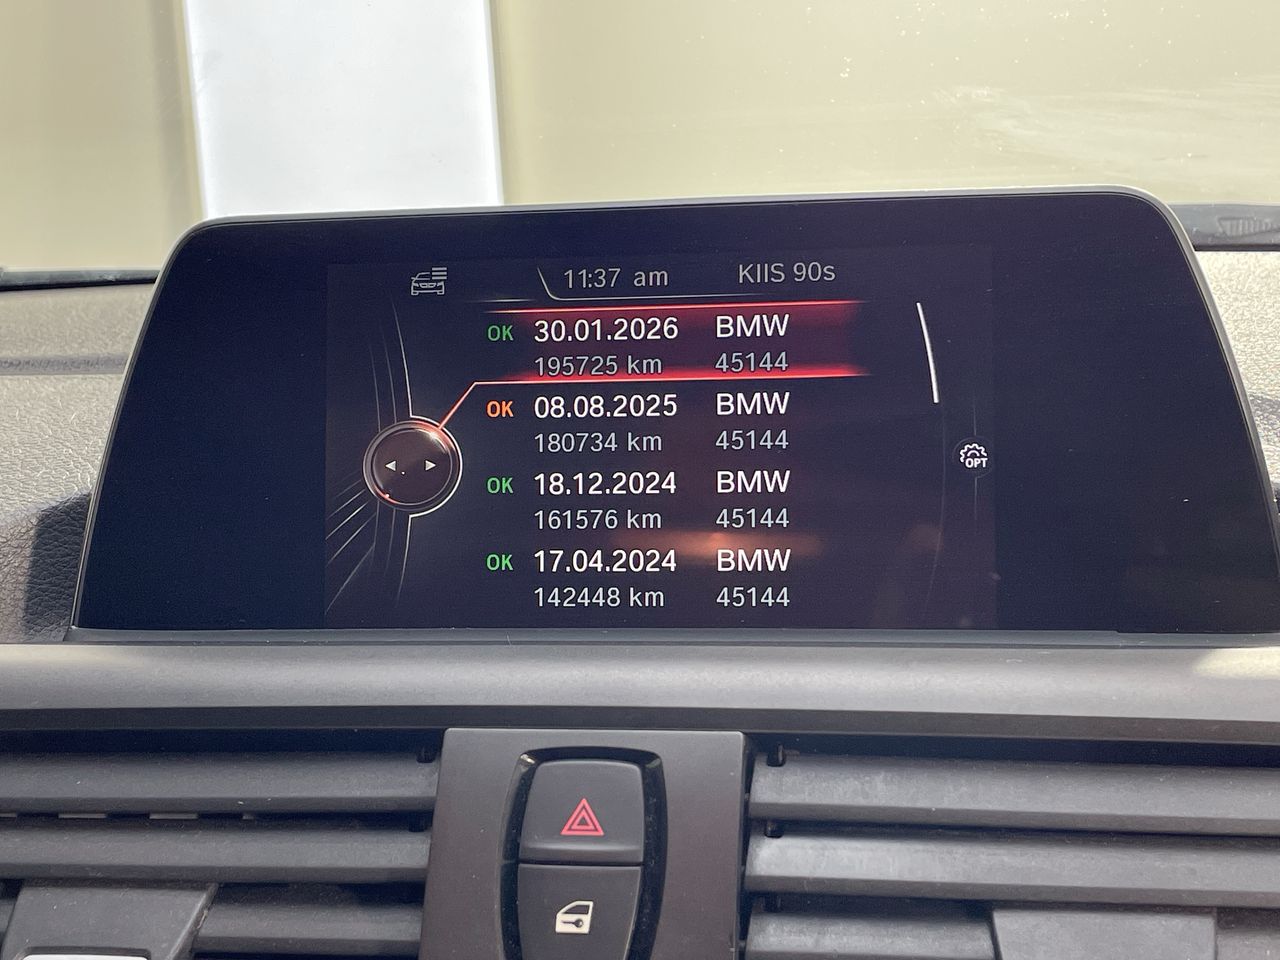 11:37 am KIIS 90s
OK 30.01.2026 BMW
195725 km 45144
OK 08.08.2025 BMW
180734 km 45144
OK 18.12.2024 BMW
161576 km 45144
OK 17.04.2024 BMW
142448 km 45144
OPT